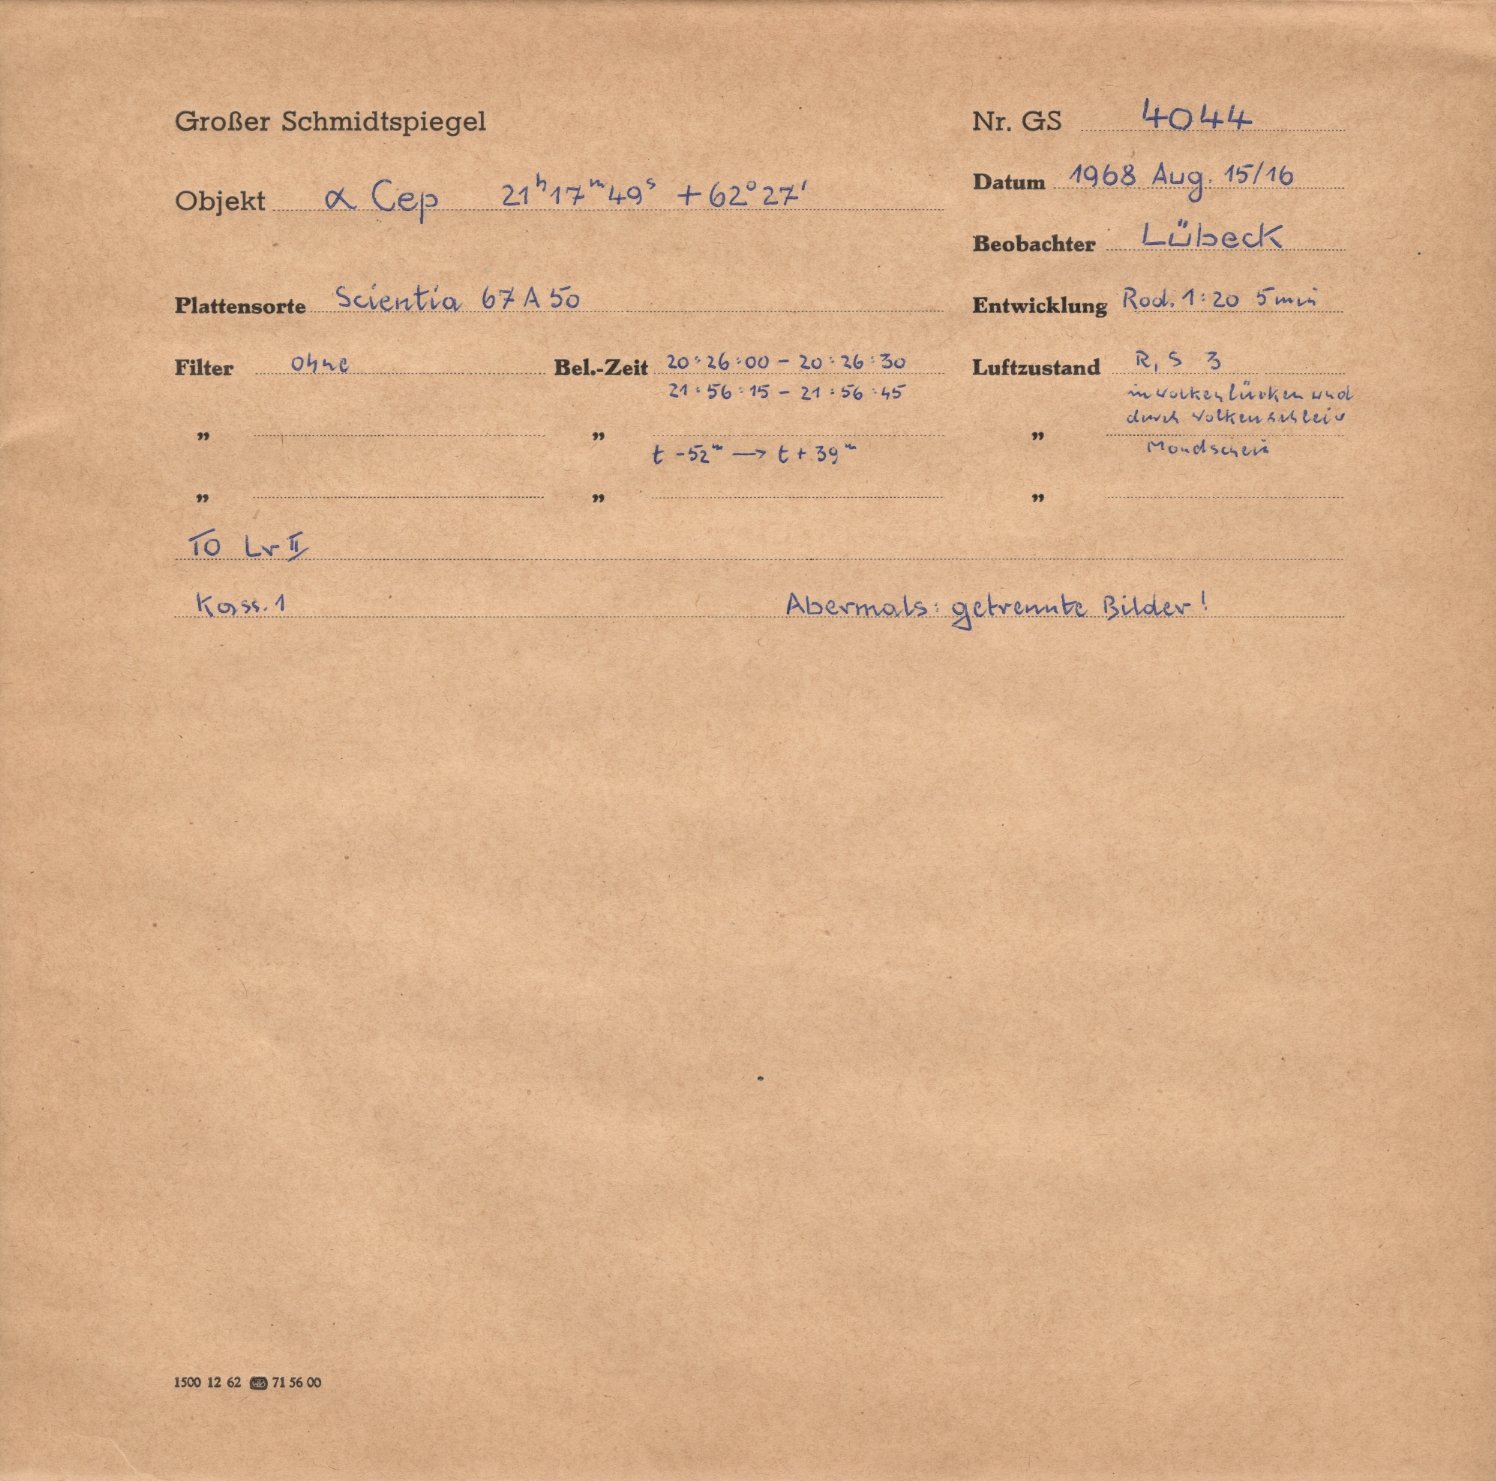 Großer Schmidtspiegel
Nr. GS 4044
Objekt α Cep 21ʰ17ᵐ49ˢ +62°27'
Datum 1968 Aug. 15/16
Beobachter Lübeck
Plattensorte Scientia 67 A 50
Entwicklung Rod. 1:20 5 min
Filter ohne
Bel.-Zeit 20:26:00 – 20:26:30
21:56:15 – 21:56:45
Luftzustand R, S 3
in Wolkenlücken und
durch Wolkenschleier
" " t -52ᵐ → t + 39ᵐ "
Mondschein
" " "
TO Lv II
Kass. 1 Abermals: getrennte Bilder!
1500 12 62 71 56 00